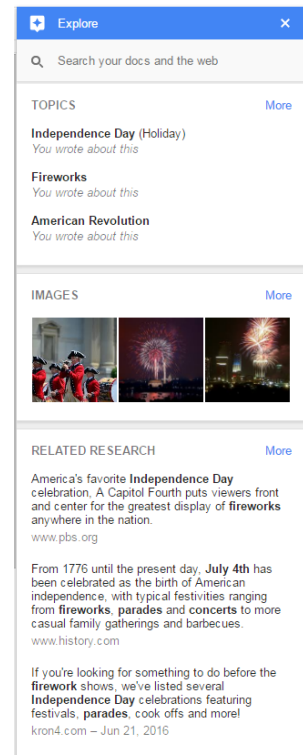 Explore
Search your docs and the web
TOPICS More
Independence Day (Holiday)
You wrote about this
Fireworks
You wrote about this
American Revolution
You wrote about this
IMAGES More
RELATED RESEARCH More
America's favorite Independence Day
celebration, A Capitol Fourth puts viewers front
and center for the greatest display of fireworks
anywhere in the nation.
www.pbs.org
From 1776 until the present day, July 4th has
been celebrated as the birth of American
independence, with typical festivities ranging
from fireworks, parades and concerts to more
casual family gatherings and barbecues.
www.history.com
If you're looking for something to do before the
firework shows, we've listed several
Independence Day celebrations featuring
festivals, parades, cook offs and more!
kron4.com – Jun 21, 2016